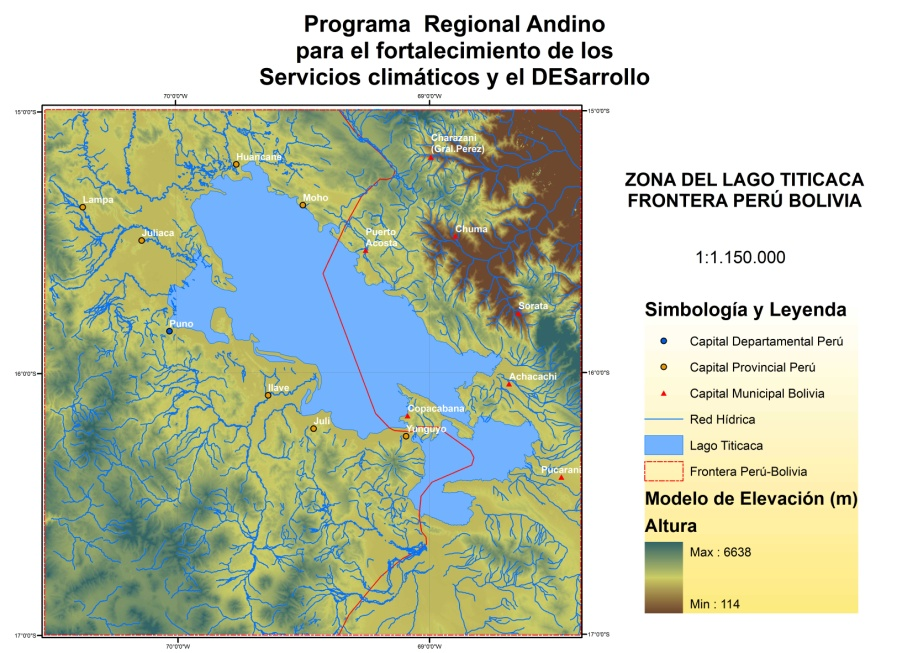 Programa Regional Andino
para el fortalecimiento de los
Servicios climáticos y el DESarrollo
70°0'0"W
69°0'0"W
15°0'0"S
15°0'0"S
Charazani
(Gral.Perez)
Huancane
Lampa
Moho
Juliaca
Puerto
Acosta
Chuma
Sorata
Puno
16°0'0"S
16°0'0"S
Achacachi
Ilave
Copacabana
Juli
Yunguyo
Pucarani
17°0'0"S
17°0'0"S
70°0'0"W
69°0'0"W
ZONA DEL LAGO TITICACA
FRONTERA PERÚ BOLIVIA
1:1.150.000
Simbología y Leyenda
Capital Departamental Perú
Capital Provincial Perú
Capital Municipal Bolivia
Red Hídrica
Lago Titicaca
Frontera Perú-Bolivia
Modelo de Elevación (m)
Altura
Max : 6638
Min : 114